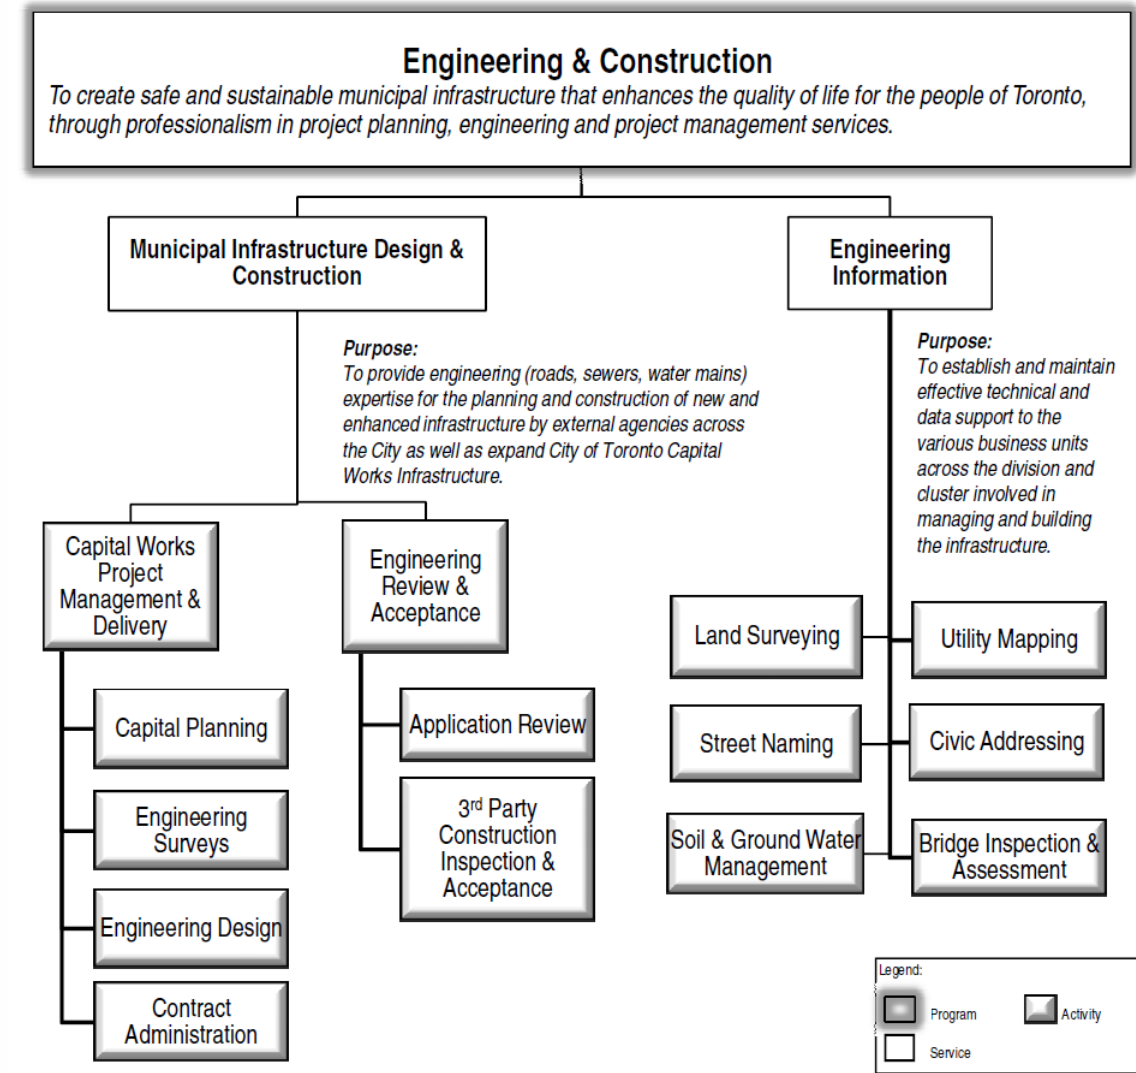 Engineering & Construction
To create safe and sustainable municipal infrastructure that enhances the quality of life for the people of Toronto,
through professionalism in project planning, engineering and project management services.
Municipal Infrastructure Design &
Construction
Purpose:
To provide engineering (roads, sewers, water mains)
expertise for the planning and construction of new and
enhanced infrastructure by external agencies across
the City as well as expand City of Toronto Capital
Works Infrastructure.
Capital Works
Project
Management &
Delivery
Capital Planning
Engineering
Surveys
Engineering Design
Contract
Administration
Engineering
Review &
Acceptance
Application Review
3rd Party
Construction
Inspection &
Acceptance
Engineering
Information
Purpose:
To establish and maintain
effective technical and
data support to the
various business units
across the division and
cluster involved in
managing and building
the infrastructure.
Land Surveying
Utility Mapping
Street Naming
Civic Addressing
Soil & Ground Water
Management
Bridge Inspection &
Assessment
Legend:
Program
Activity
Service